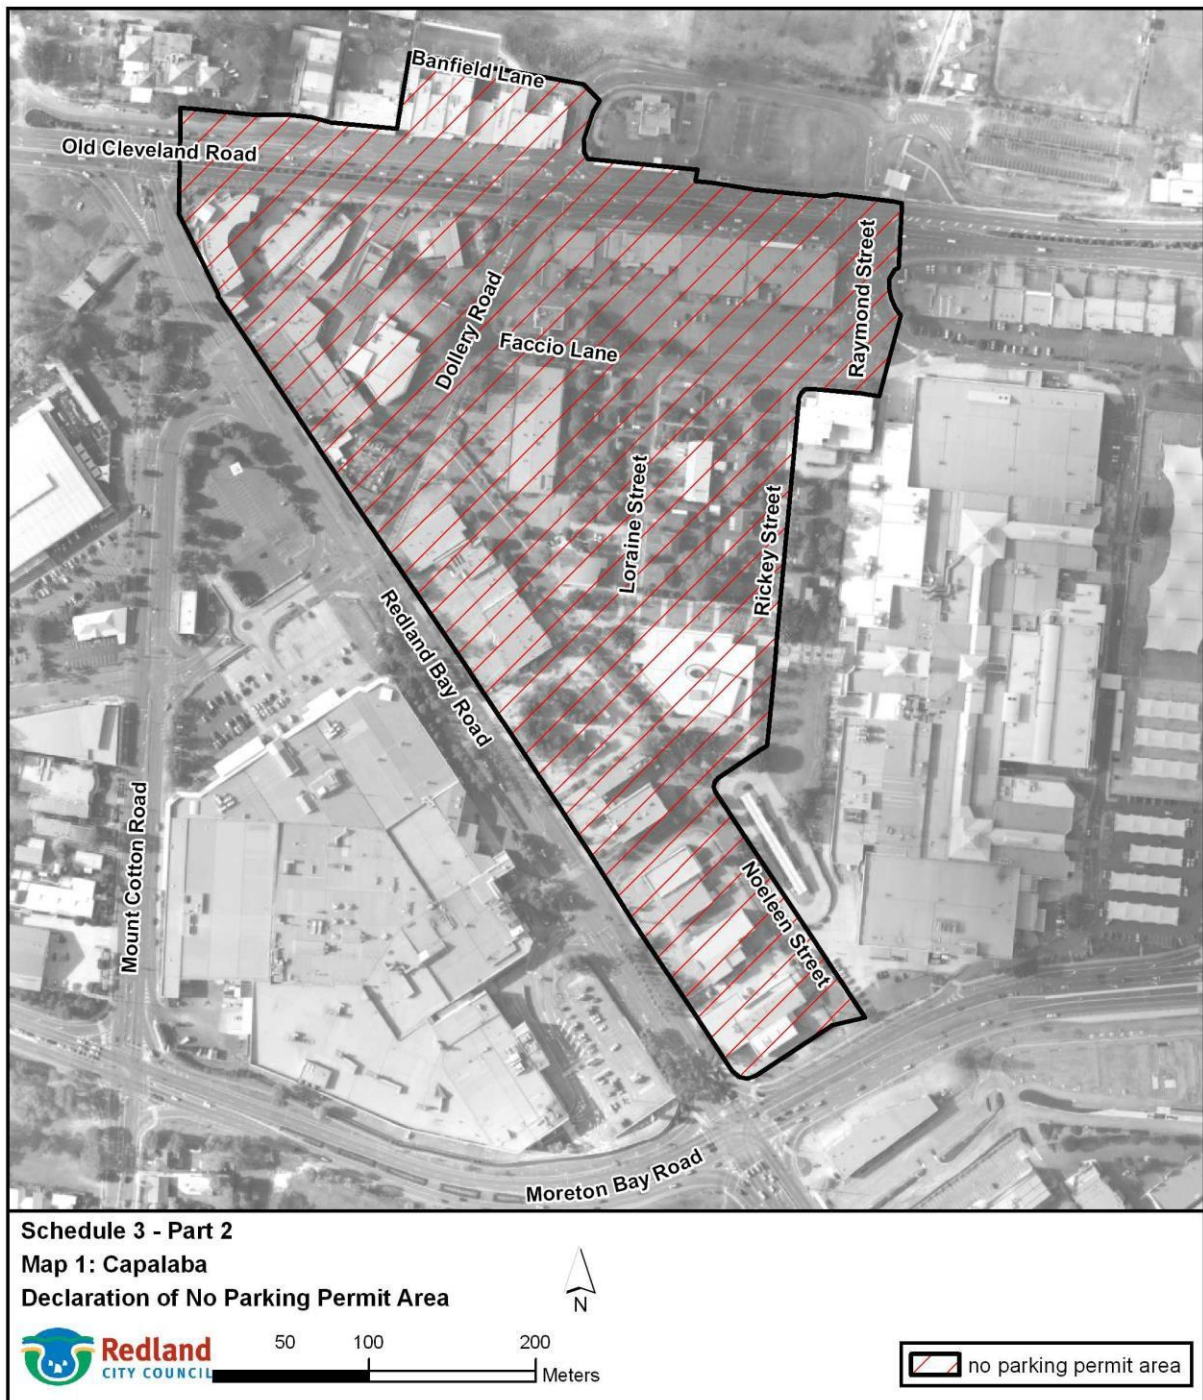 Banfield Lane
Old Cleveland Road
Raymond Street
Dollery Road
Faccio Lane
Loraine Street
Rickey Street
Redland Bay Road
Mount Cotton Road
Noeleen Street
Moreton Bay Road
Schedule 3 - Part 2
Map 1: Capalaba
Declaration of No Parking Permit Area
N
Redland
CITY COUNCIL
50 100 200
Meters
no parking permit area